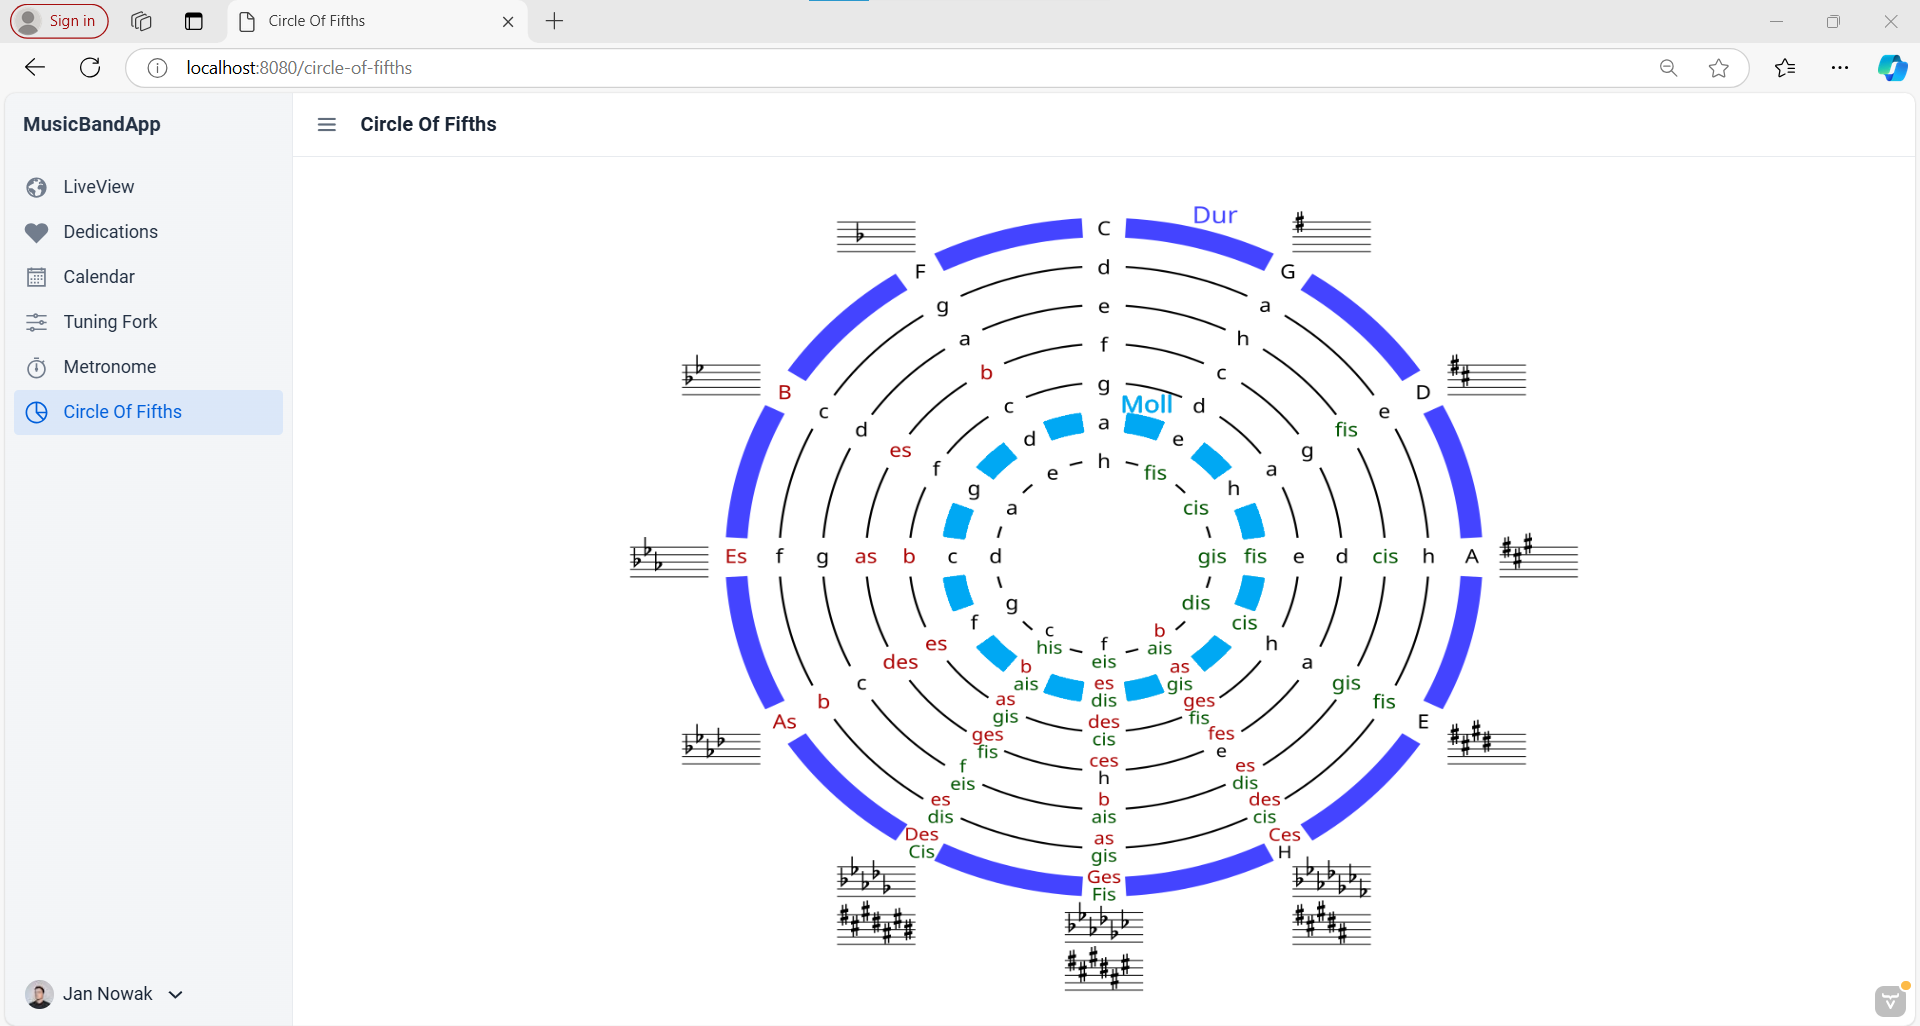 Sign in
Circle Of Fifths
localhost:8080/circle-of-fifths
MusicBandApp
Circle Of Fifths
LiveView
Dedications
Calendar
Tuning Fork
Metronome
Circle Of Fifths
Jan Nowak
Dur
C
F G
d
g a
e
a h
f
b c
B D
g
c d
c e
Moll
a
d e
d fis
es g
h
e fis
f a
g h
a cis
Es f g as b c d gis fis e d cis h A
g dis
f cis
c b
his ais
f
eis
es h
des a
b as
ais gis
es
dis
c gis
b fis
as ges
gis fis
des
cis
As E
ges fes
fis e
ces
h
f es
eis dis
b
ais
es des
dis cis
Des Ces
Cis H
as
gis
Ges
Fis